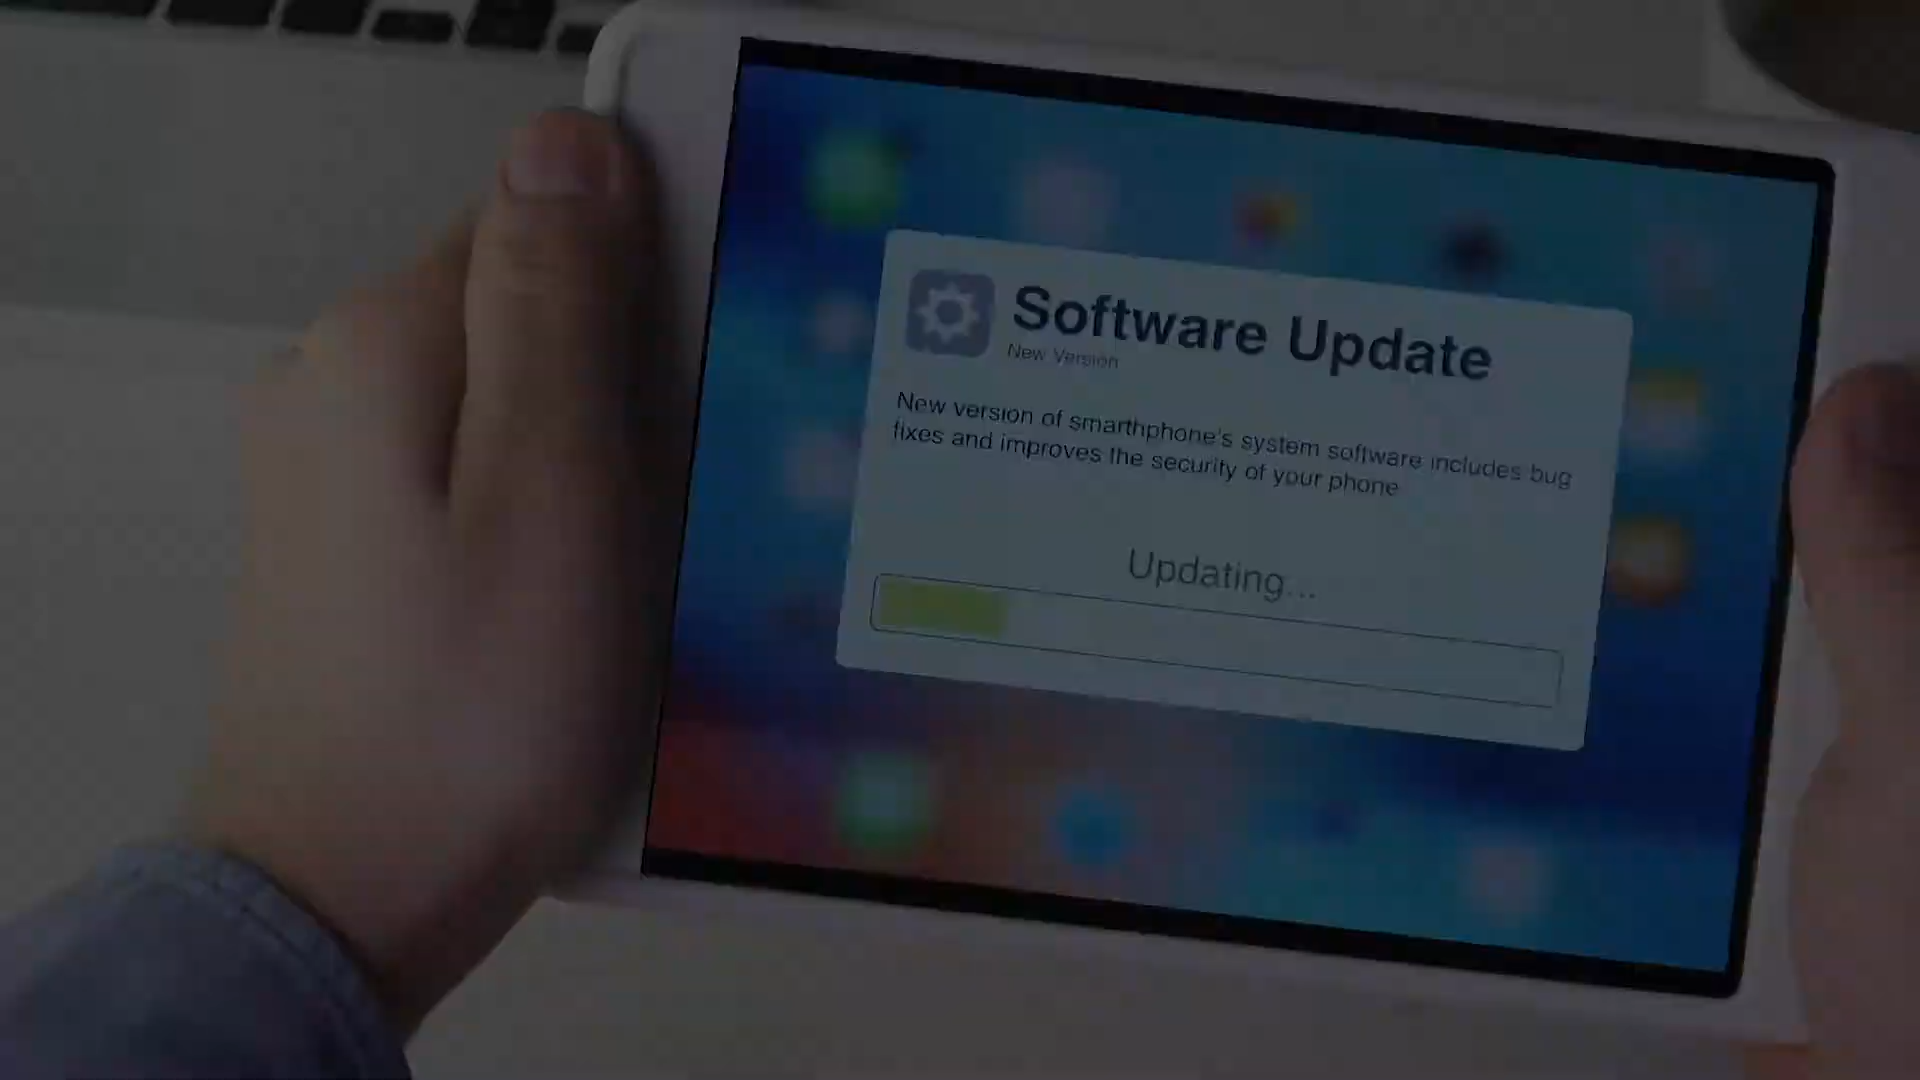 Software Update
New Version
New version of smarthphone's system software includes bug
fixes and improves the security of your phone
Updating...